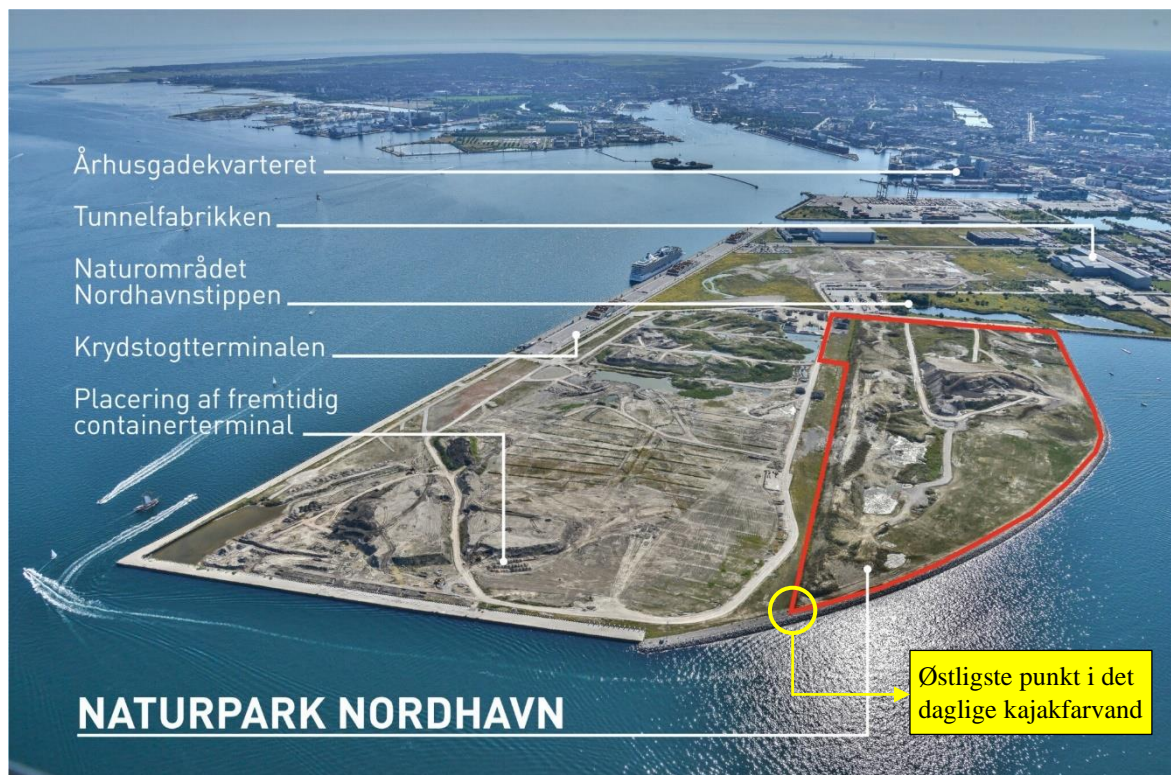 Århusgadekvarteret
Tunnelfabrikken
Naturområdet
Nordhavnstippen
Krydstogtterminalen
Placering af fremtidig
containerterminal
NATURPARK NORDHAVN
Østligste punkt i det
daglige kajakfarvand